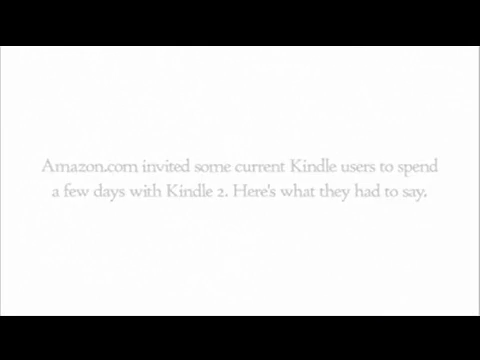 Amazon.com invited some current Kindle users to spend
a few days with Kindle 2. Here's what they had to say.